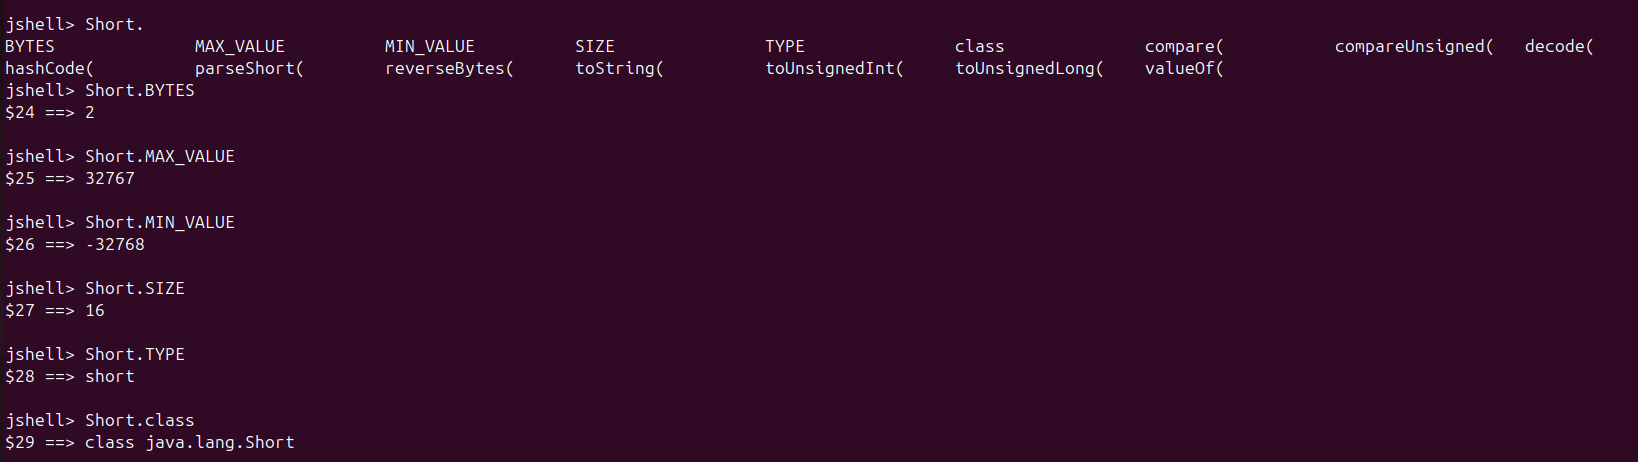 jshell> Short.
BYTES MAX_VALUE MIN_VALUE SIZE TYPE class compare( compareUnsigned( decode(
hashCode( parseShort( reverseBytes( toString( toUnsignedInt( toUnsignedLong( valueOf(
jshell> Short.BYTES
$24 ==> 2
jshell> Short.MAX_VALUE
$25 ==> 32767
jshell> Short.MIN_VALUE
$26 ==> -32768
jshell> Short.SIZE
$27 ==> 16
jshell> Short.TYPE
$28 ==> short
jshell> Short.class
$29 ==> class java.lang.Short